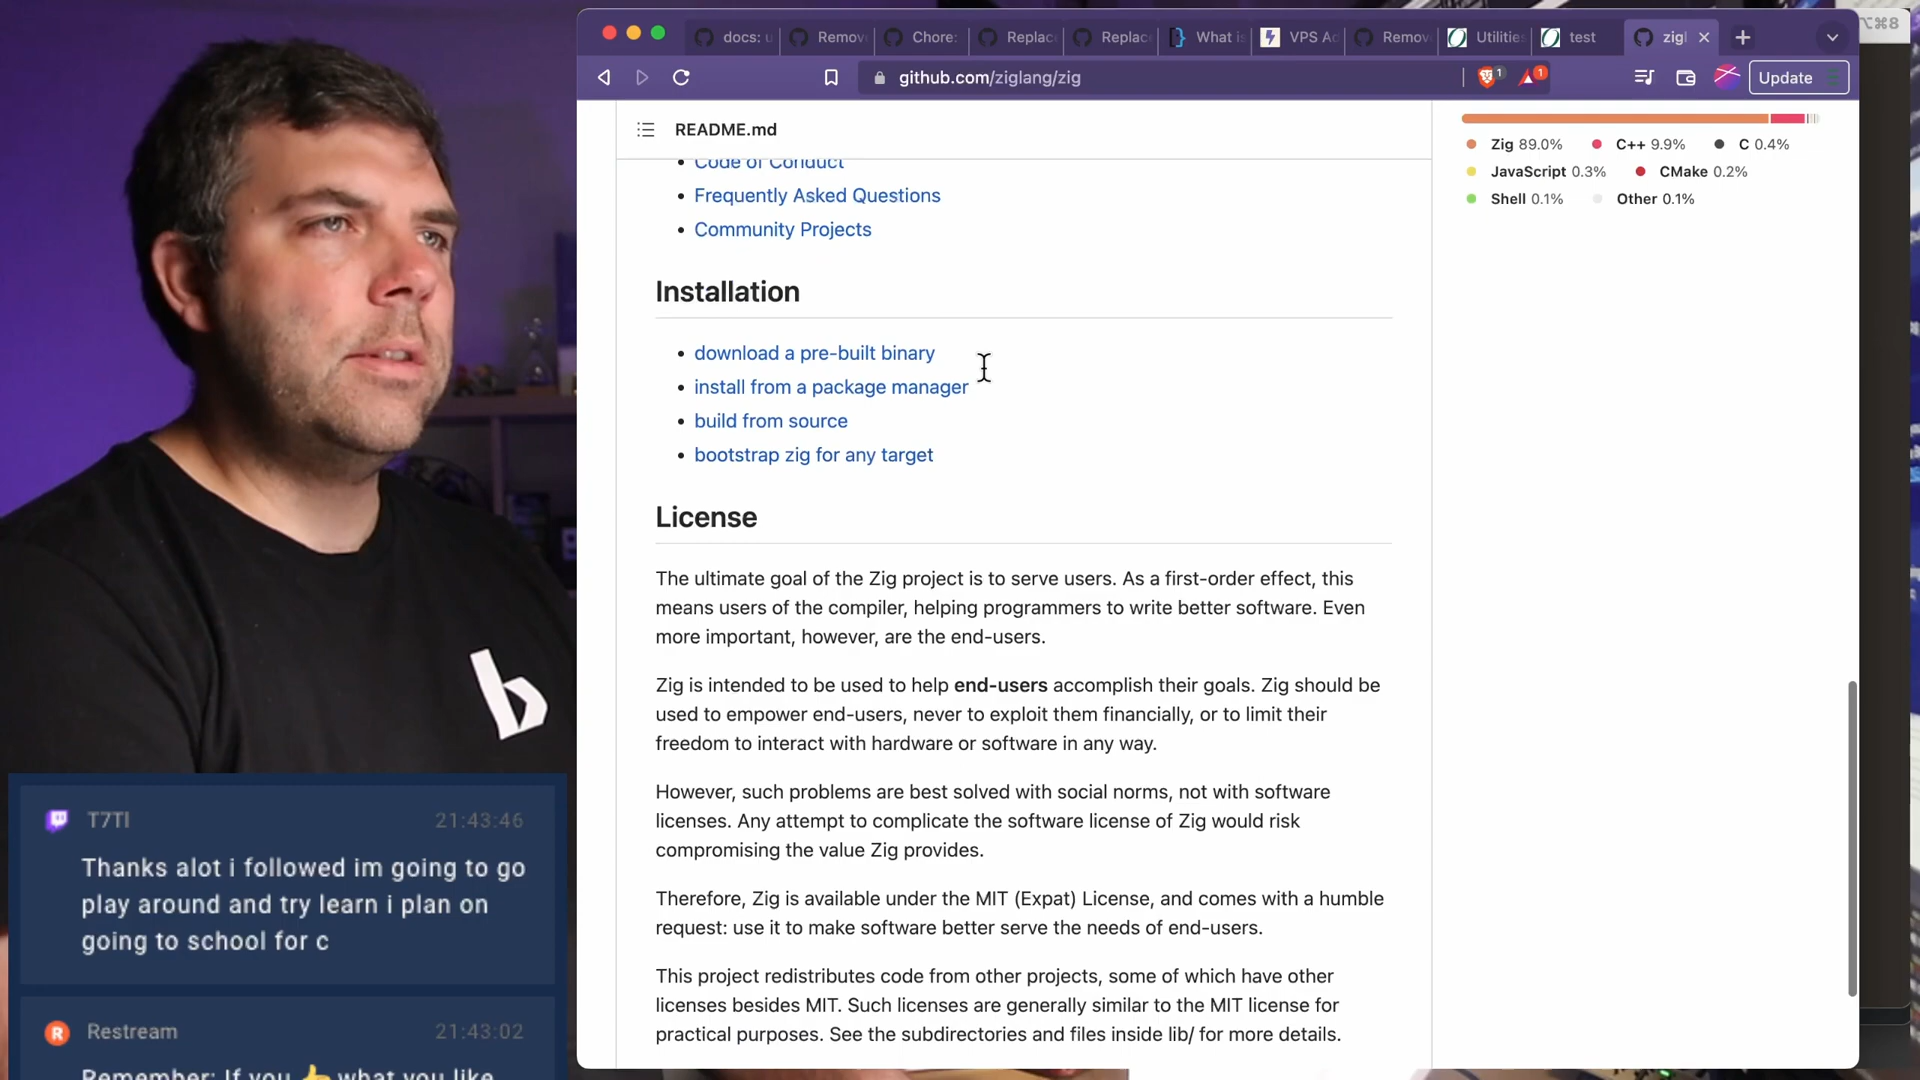 docs: u
Remov
Chore:
Replac
Replac
What is
VPS Ad
Remov
Utilitie
test
zig
⌥⌘8
github.com/ziglang/zig
1
1
Update
README.md
Code of Conduct
Frequently Asked Questions
Community Projects
Installation
download a pre-built binary
install from a package manager
build from source
bootstrap zig for any target
License
The ultimate goal of the Zig project is to serve users. As a first-order effect, this
means users of the compiler, helping programmers to write better software. Even
more important, however, are the end-users.
Zig is intended to be used to help end-users accomplish their goals. Zig should be
used to empower end-users, never to exploit them financially, or to limit their
freedom to interact with hardware or software in any way.
However, such problems are best solved with social norms, not with software
licenses. Any attempt to complicate the software license of Zig would risk
compromising the value Zig provides.
Therefore, Zig is available under the MIT (Expat) License, and comes with a humble
request: use it to make software better serve the needs of end-users.
This project redistributes code from other projects, some of which have other
licenses besides MIT. Such licenses are generally similar to the MIT license for
practical purposes. See the subdirectories and files inside lib/ for more details.
Zig 89.0%
C++ 9.9%
C 0.4%
JavaScript 0.3%
CMake 0.2%
Shell 0.1%
Other 0.1%
b
21:43:46
Thanks alot i followed im going to go
play around and try learn i plan on
going to school for c
R
Restream
21:43:02
Remember: If you 👍 what you like